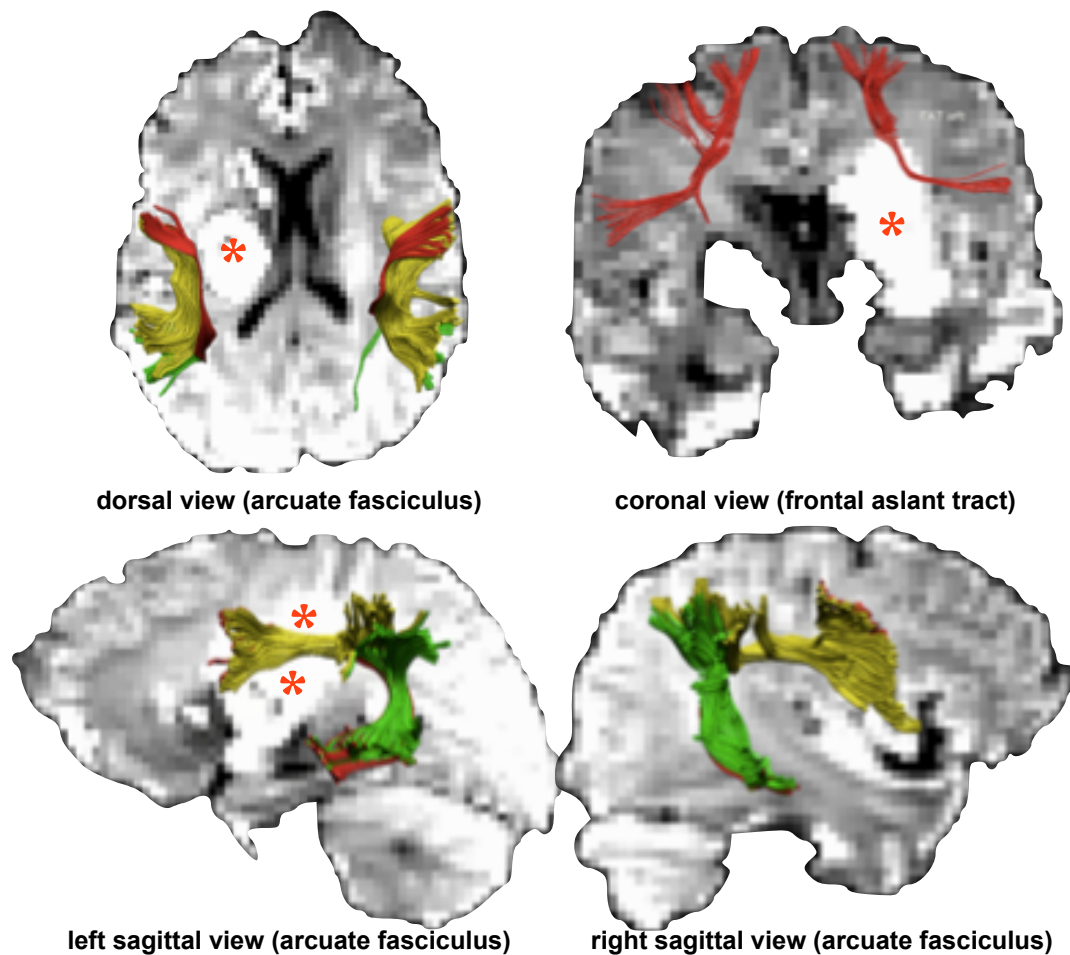 dorsal view (arcuate fasciculus)
coronal view (frontal aslant tract)
left sagittal view (arcuate fasciculus)
right sagittal view (arcuate fasciculus)